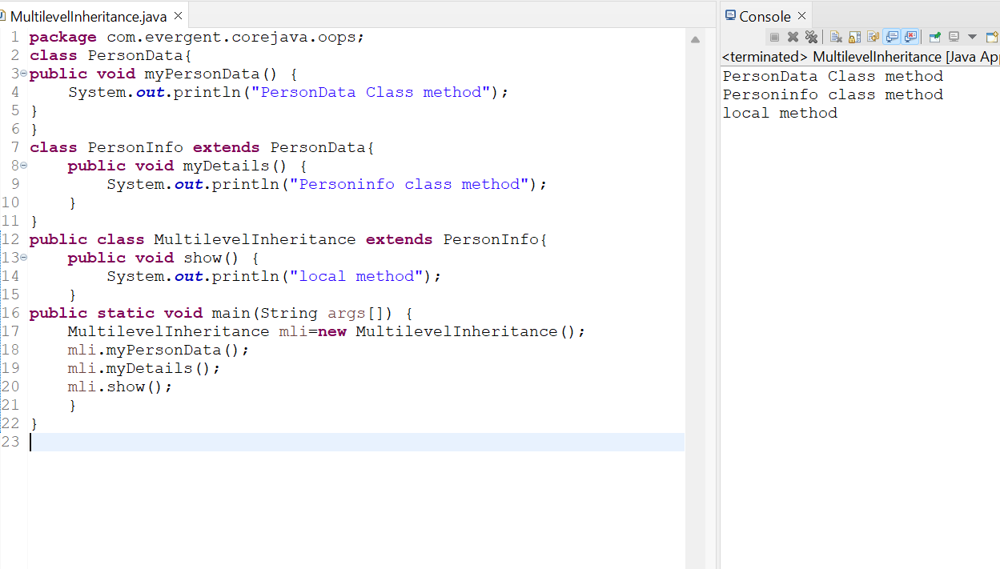 MultilevelInheritance.java
1 package com.evergent.corejava.oops;
2 class PersonData{
3 public void myPersonData() {
4     System.out.println("PersonData Class method");
5 }
6 }
7 class PersonInfo extends PersonData{
8     public void myDetails() {
9         System.out.println("Personinfo class method");
10     }
11 }
12 public class MultilevelInheritance extends PersonInfo{
13     public void show() {
14         System.out.println("local method");
15     }
16 public static void main(String args[]) {
17     MultilevelInheritance mli=new MultilevelInheritance();
18     mli.myPersonData();
19     mli.myDetails();
20     mli.show();
21     }
22 }
23
Console
<terminated> MultilevelInheritance [Java App
PersonData Class method
Personinfo class method
local method